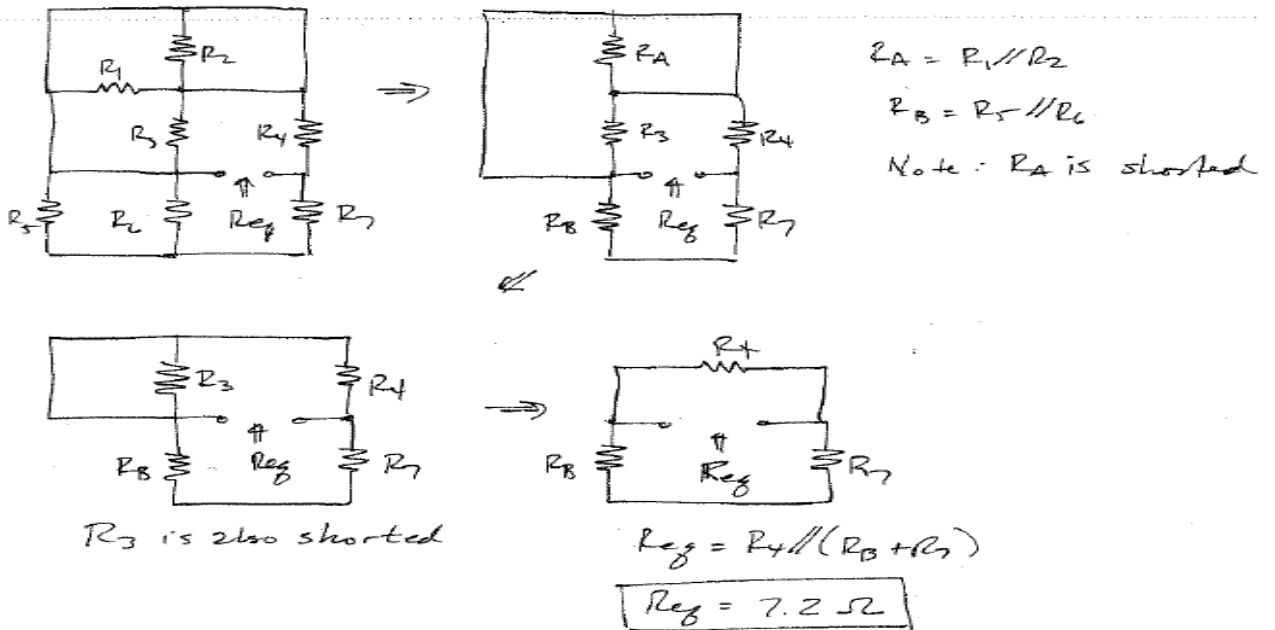 R2
R1
R3
R4
R5
R6
Req
R7
⇒
RA
R3
R4
RB
Req
R7
RA = R1//R2
RB = R5//R6
Note: RA is shorted
R3
R4
RB
Req
R7
R3 is also shorted
⇒
R4
RB
Req
R7
Req = R4//(RB+R7)
Req = 7.2 Ω